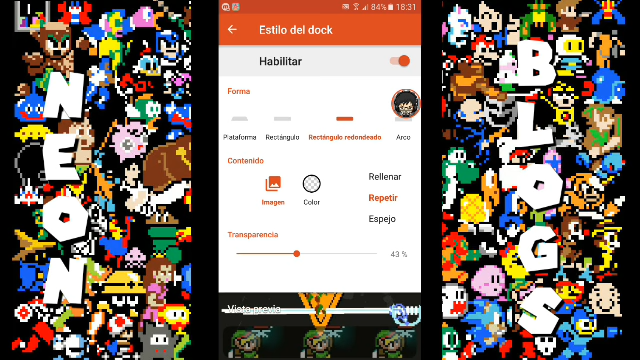 84% 18:31
Estilo del dock
Habilitar
Forma
Plataforma Rectángulo Rectángulo redondeado Arco
Contenido
Imagen Color
Rellenar
Repetir
Espejo
Transparencia
43 %
Vista previa
NEON
BLOGS